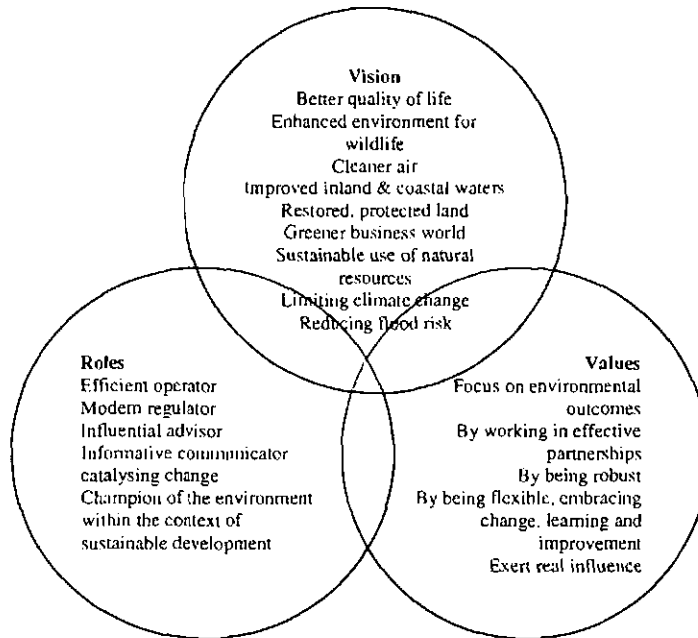 Vision
Better quality of life
Enhanced environment for
wildlife
Cleaner air
Improved inland & coastal waters
Restored, protected land
Greener business world
Sustainable use of natural
resources
Limiting climate change
Reducing flood risk
Roles
Efficient operator
Modern regulator
Influential advisor
Informative communicator
catalysing change
Champion of the environment
within the context of
sustainable development
Values
Focus on environmental
outcomes
By working in effective
partnerships
By being robust
By being flexible, embracing
change, learning and
improvement
Exert real influence